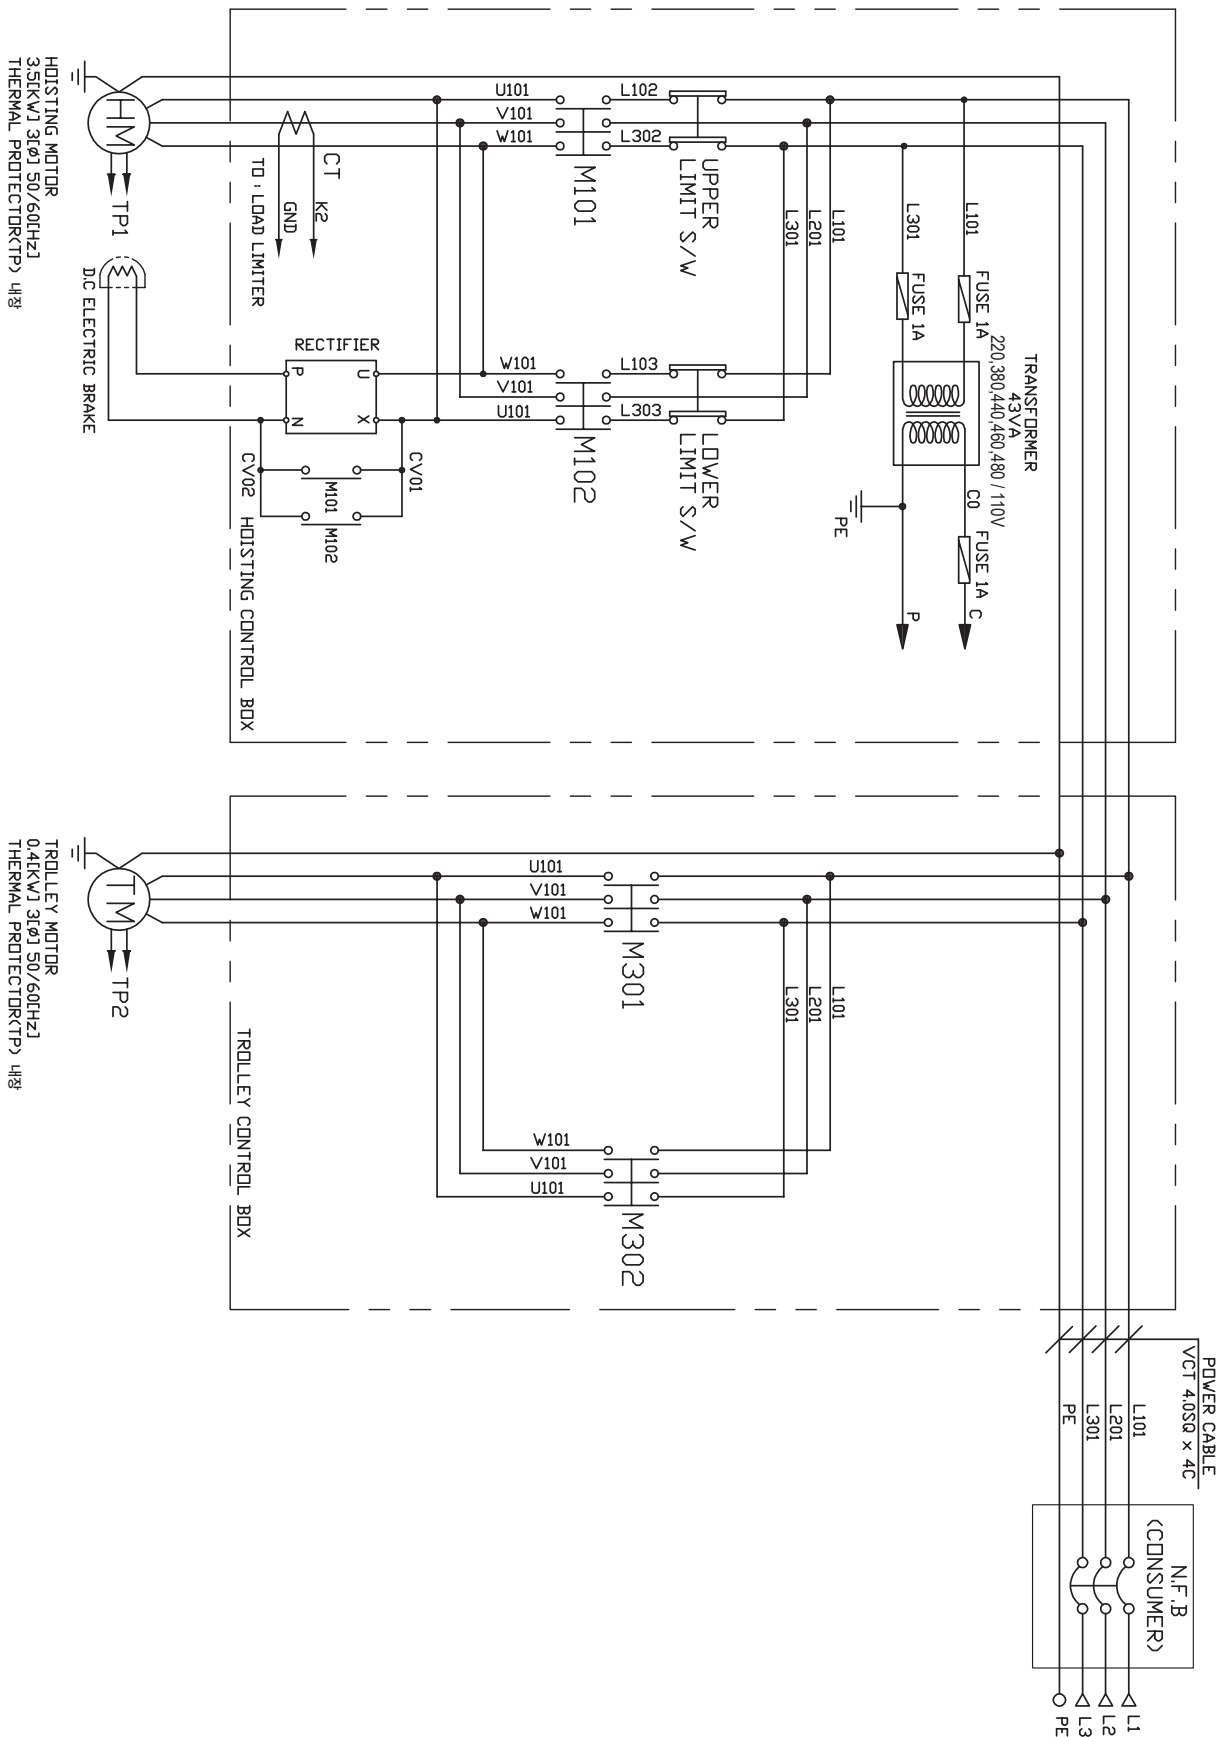 POWER CABLE
VCT 4.0SQ × 4C
L101
L201
L301
PE
N.F.B
(CONSUMER)
L1
L2
L3
PE
L101
L301
FUSE 1A
FUSE 1A
TRANSFORMER
43VA
220,380,440,460,480 / 110V
C0
FUSE 1A
C
P
PE
L101
L201
L301
UPPER
LIMIT S/W
L102
L302
M101
U101
V101
W101
LOWER
LIMIT S/W
L103
L303
M102
W101
V101
U101
CT
K2
GND
TO : LOAD LIMITER
RECTIFIER
U
X
P
N
CV01
CV02
M101
M102
HOISTING CONTROL BOX
TP1
D.C ELECTRIC BRAKE
HM
HOISTING MOTOR
3.5[KW] 3[ø] 50/60[Hz]
THERMAL PROTECTOR(TP) 내장
L101
L201
L301
M301
U101
V101
W101
M302
W101
V101
U101
TROLLEY CONTROL BOX
TM
TP2
TROLLEY MOTOR
0.4[KW] 3[ø] 50/60[Hz]
THERMAL PROTECTOR(TP) 내장